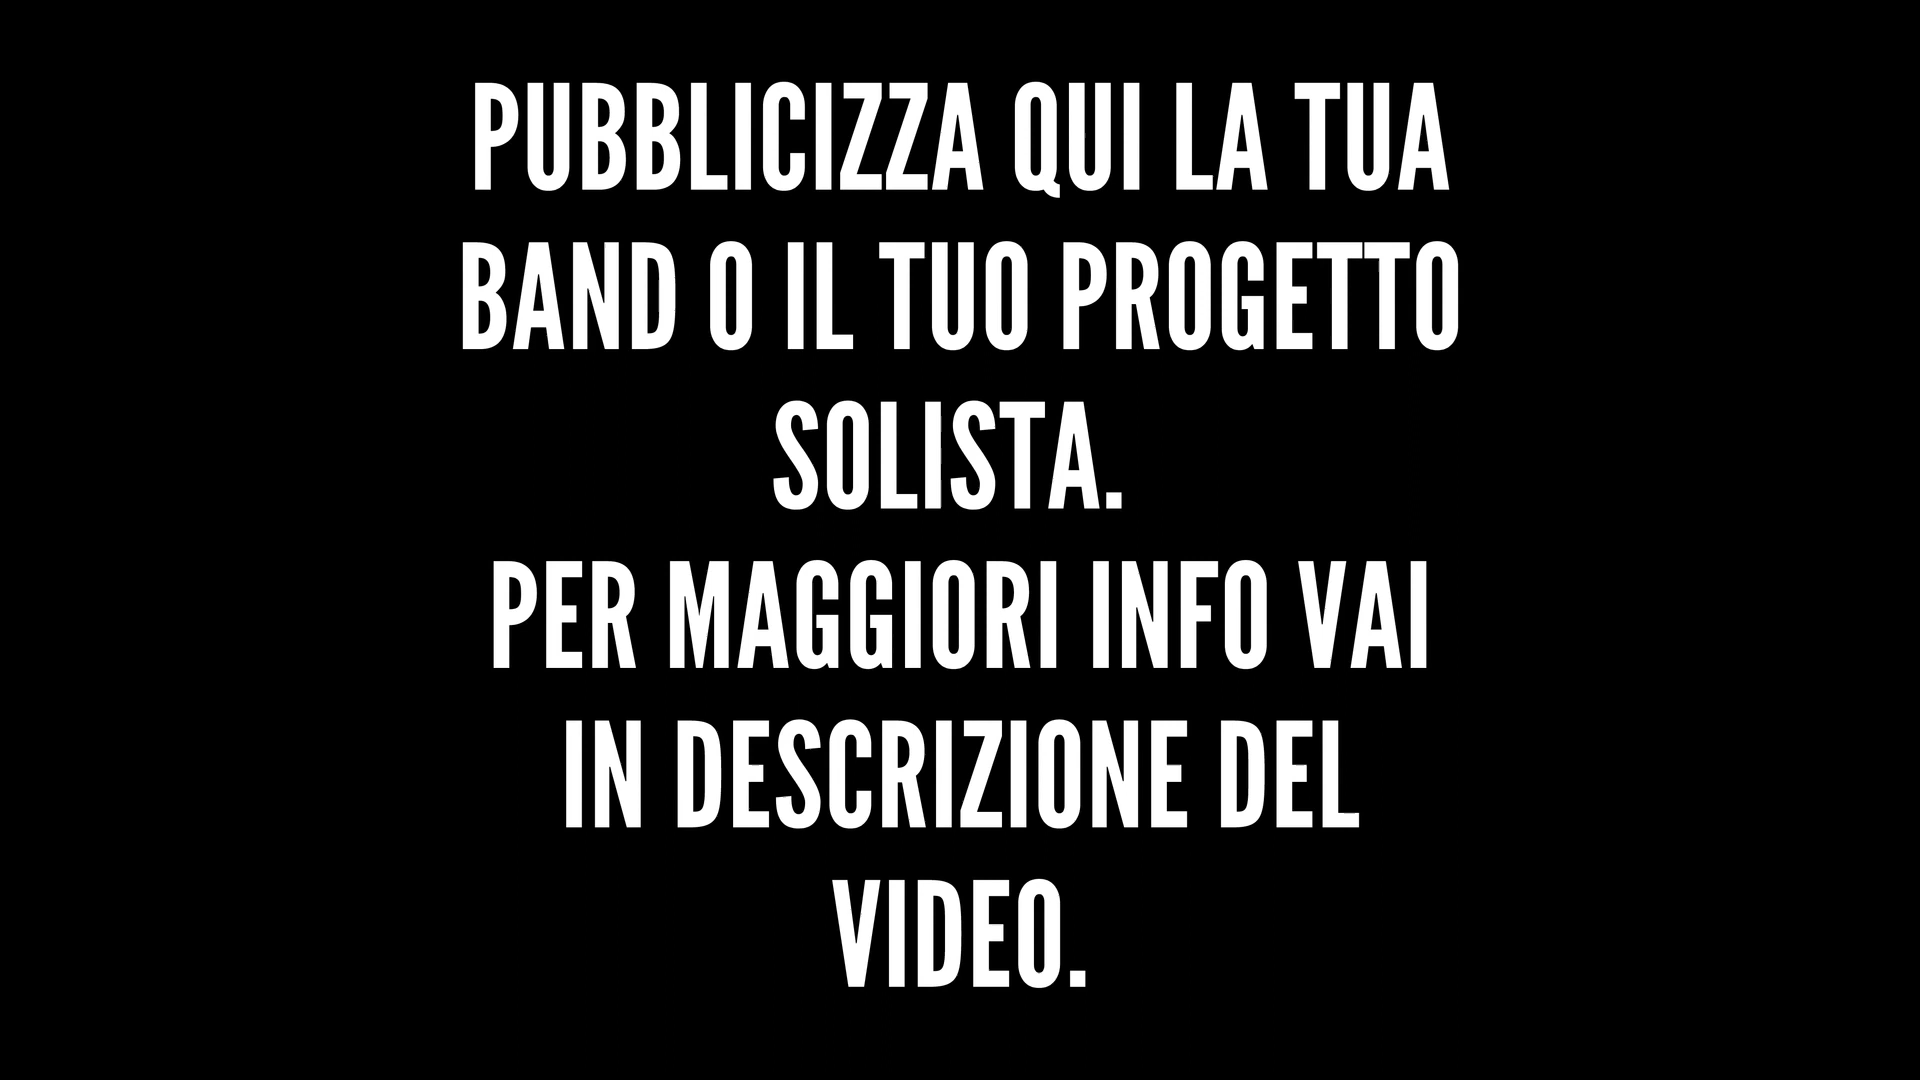 PUBBLICIZZA QUI LA TUA
BAND O IL TUO PROGETTO
SOLISTA.
PER MAGGIORI INFO VAI
IN DESCRIZIONE DEL
VIDEO.